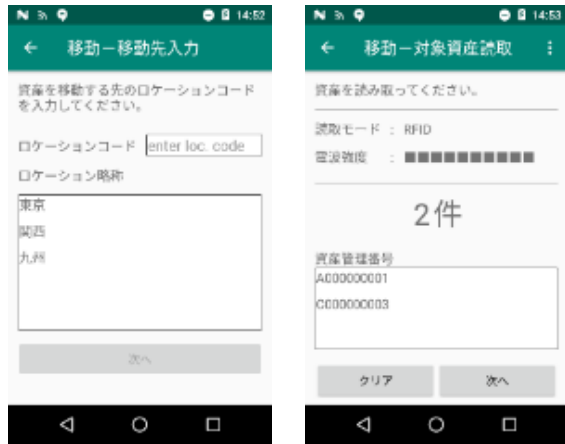 14:52
移動－移動先入力
資産を移動する先のロケーションコード
を入力してください。
ロケーションコード enter loc. code
ロケーション略称
東京
関西
九州
次へ
14:53
移動－対象資産読取
資産を読み取ってください。
読取モード : RFID
電波強度 : ■■■■■■■■■■
2件
資産管理番号
A000000001
C000000003
クリア 次へ